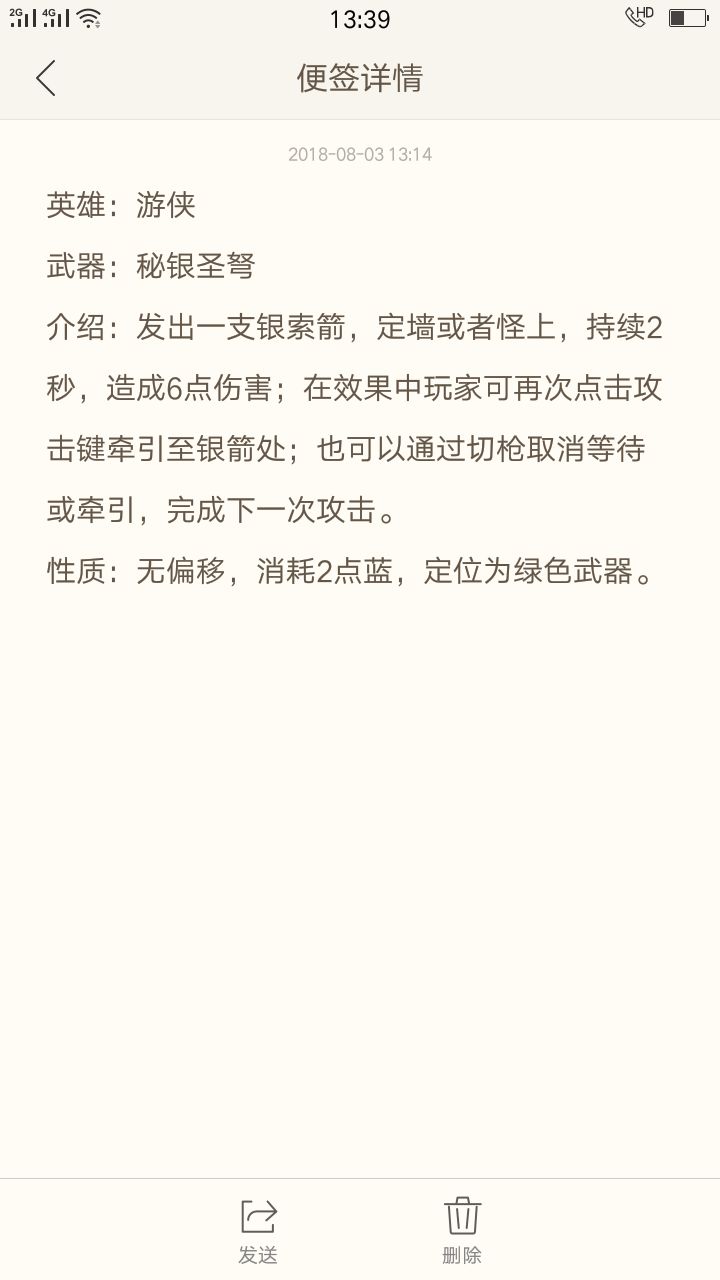 2G 4G 13:39 HD
便签详情
2018-08-03 13:14
英雄：游侠
武器：秘银圣弩
介绍：发出一支银索箭，定墙或者怪上，持续2
秒，造成6点伤害；在效果中玩家可再次点击攻
击键牵引至银箭处；也可以通过切枪取消等待
或牵引，完成下一次攻击。
性质：无偏移，消耗2点蓝，定位为绿色武器。
发送 删除